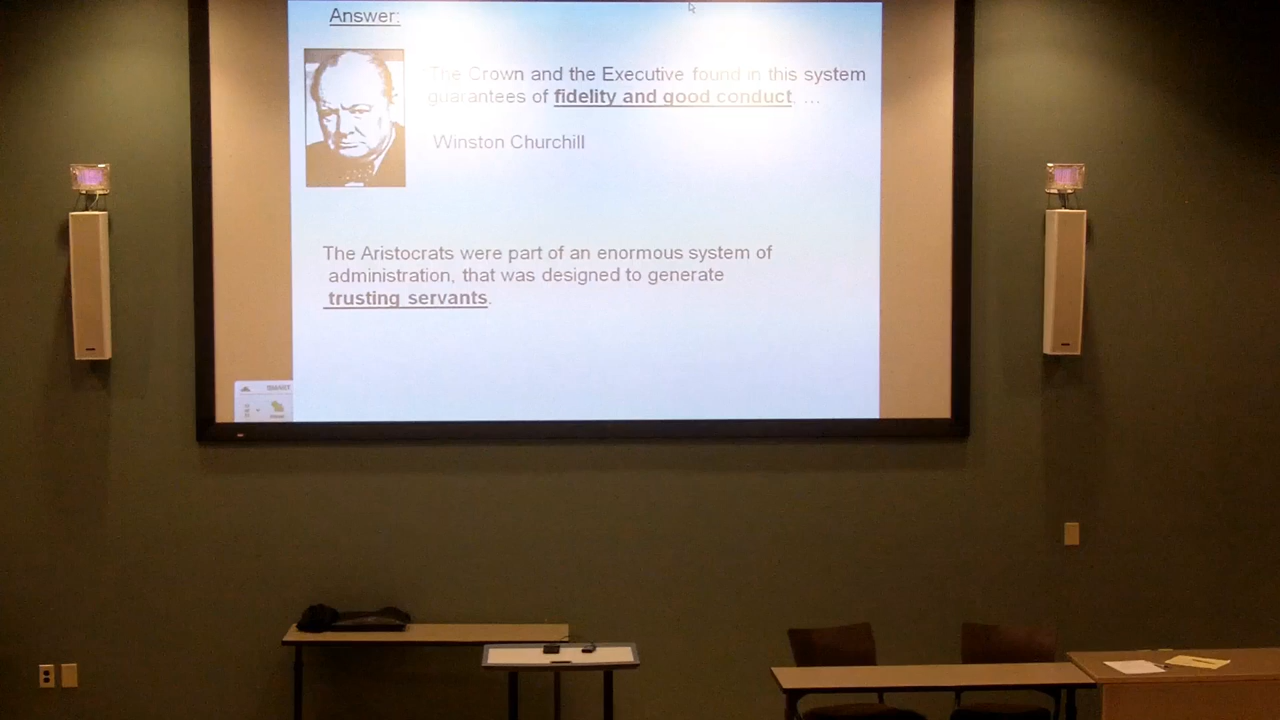 Answer:
The Crown and the Executive found in this system
guarantees of fidelity and good conduct. ...
Winston Churchill
The Aristocrats were part of an enormous system of
administration, that was designed to generate
trusting servants.
SMART